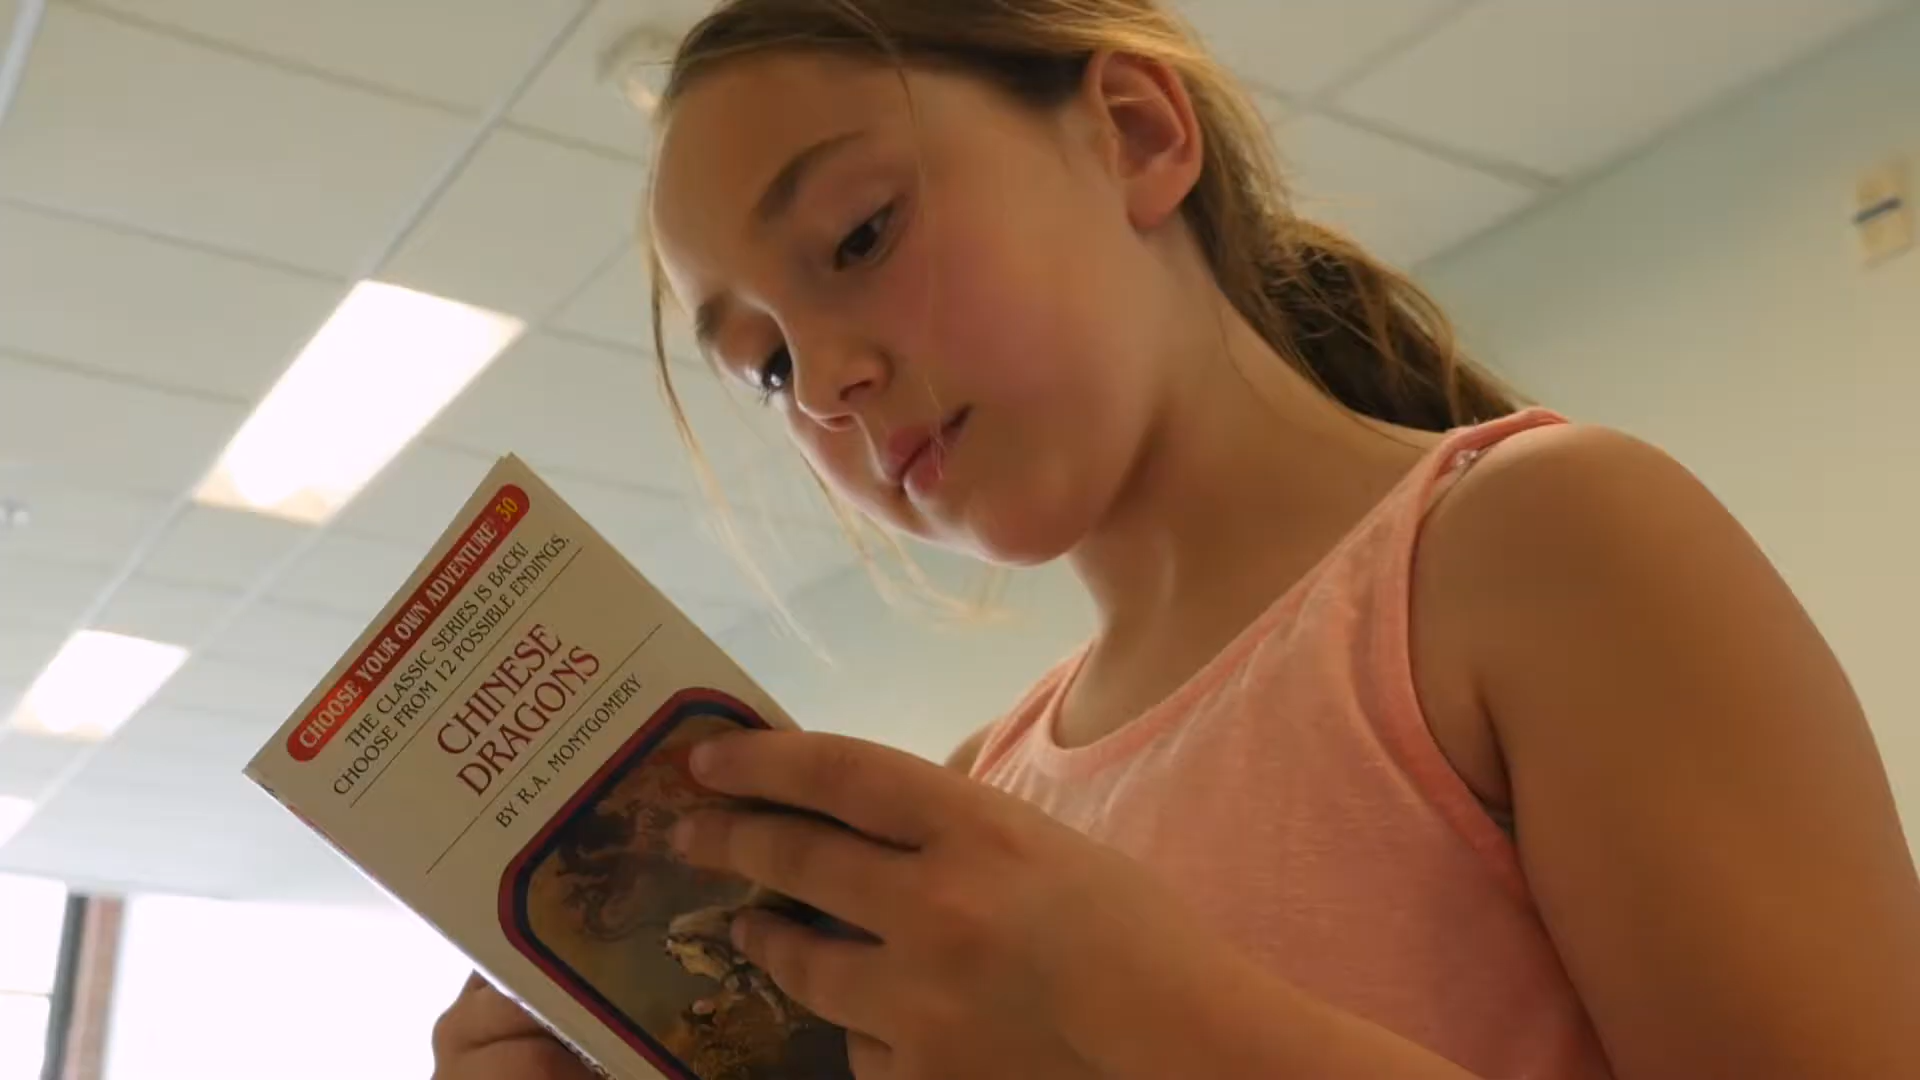 CHOOSE YOUR OWN ADVENTURE® 30
THE CLASSIC SERIES IS BACK!
CHOOSE FROM 12 POSSIBLE ENDINGS.
CHINESE
DRAGONS
BY R.A. MONTGOMERY